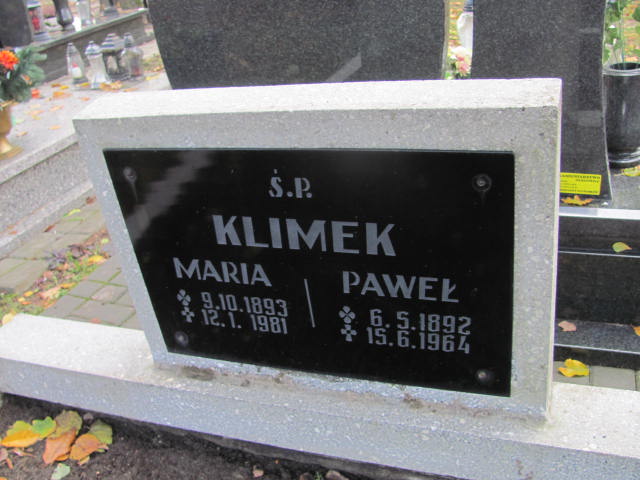 Ś.P.
KLIMEK
MARIA
9.10.1893
12.1.1981
PAWEŁ
6.5.1892
15.6.1964